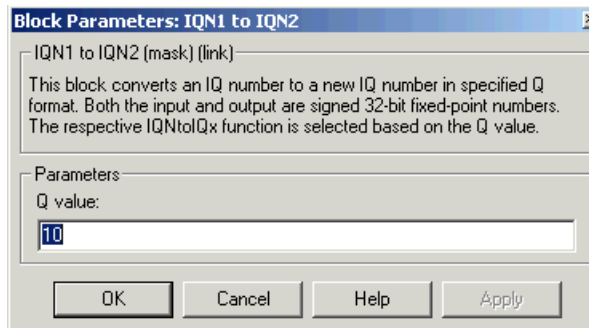 Block Parameters: IQN1 to IQN2
IQN1 to IQN2 (mask) (link)
This block converts an IQ number to a new IQ number in specified Q
format. Both the input and output are signed 32-bit fixed-point numbers.
The respective IQNtoIQx function is selected based on the Q value.
Parameters
Q value:
10
OK Cancel Help Apply